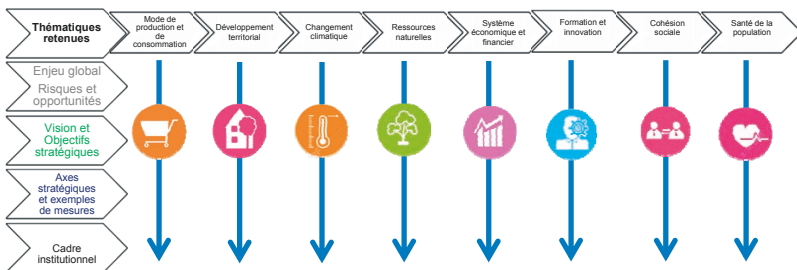 Thématiques
retenues
Mode de
production et
de
consommation
Développement
territorial
Changement
climatique
Ressources
naturelles
Système
économique et
financier
Formation et
innovation
Cohésion
sociale
Santé de la
population
Enjeu global
Risques et
opportunités
Vision et
Objectifs
stratégiques
Axes
stratégiques
et exemples
de mesures
Cadre
institutionnel